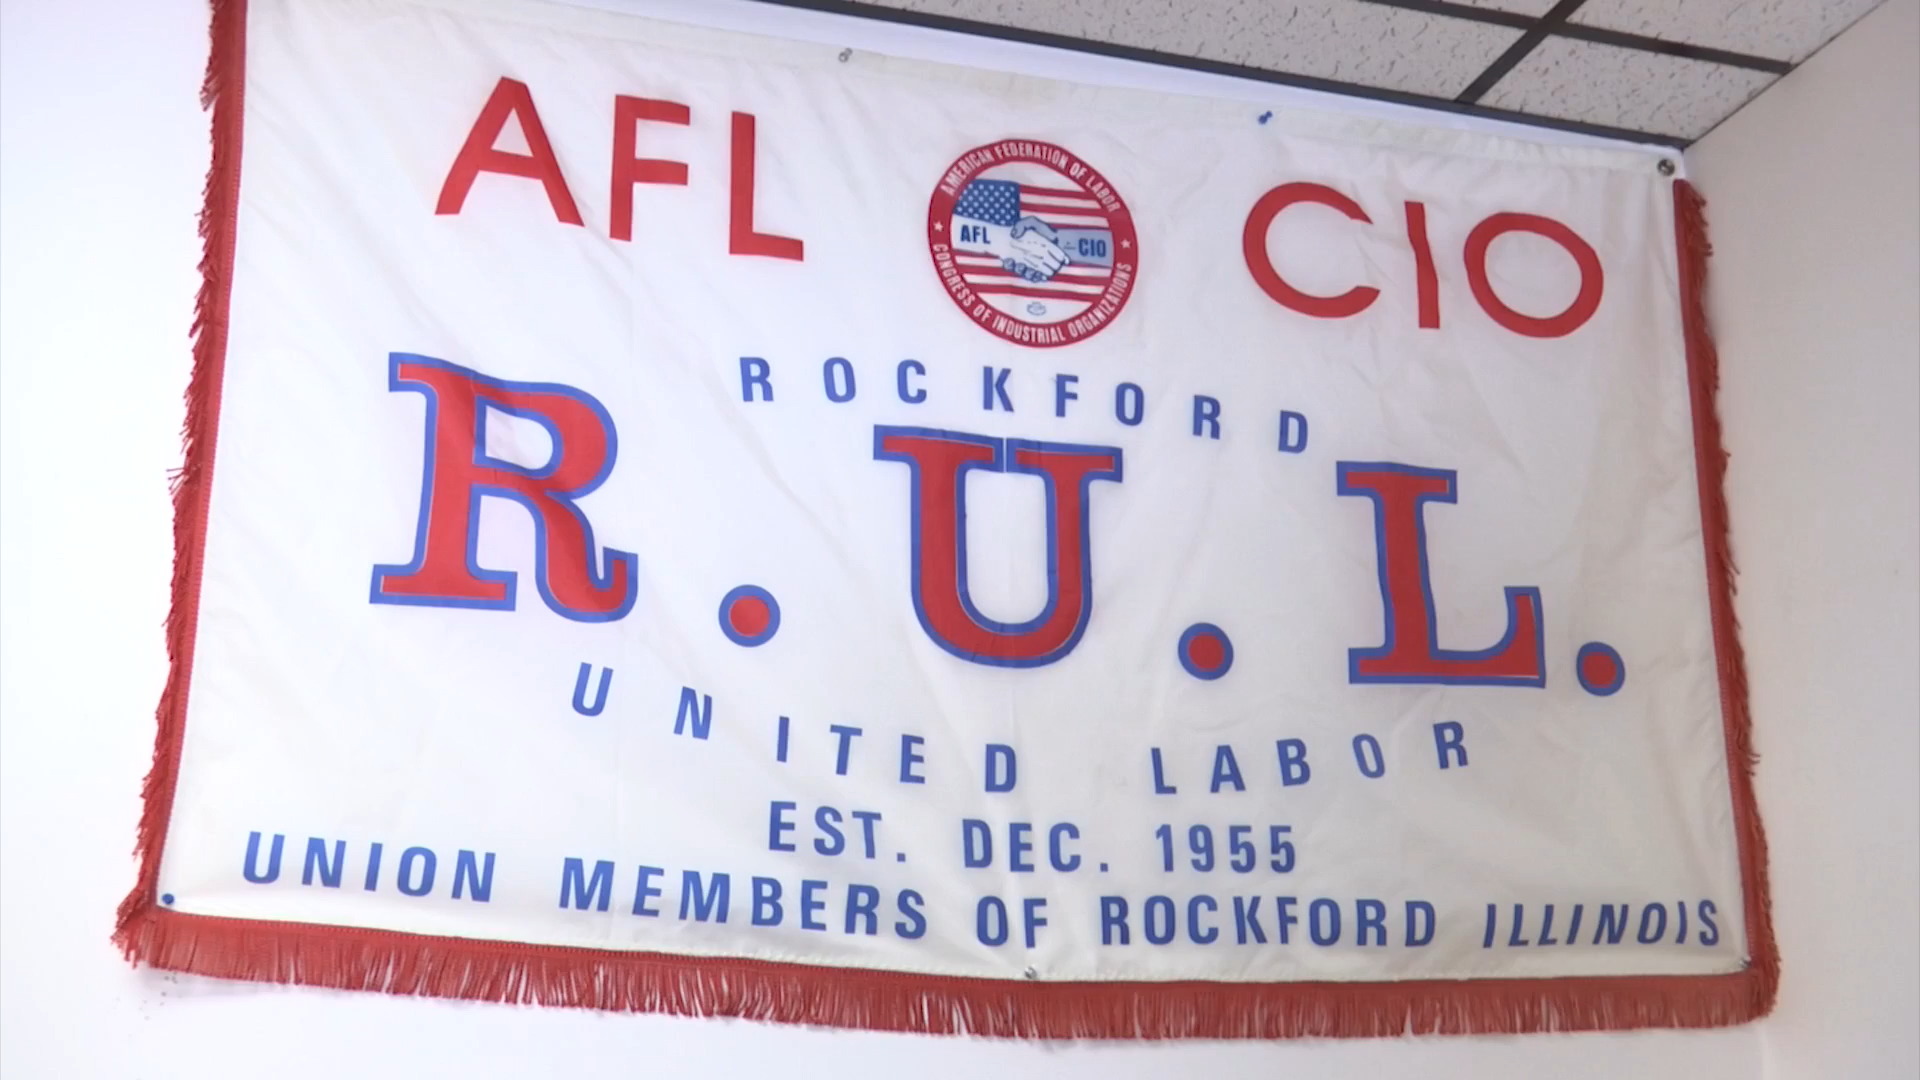 AFL CIO
AMERICAN FEDERATION OF LABOR
AFL CIO
CONGRESS OF INDUSTRIAL ORGANIZATIONS
ROCKFORD
R.U.L.
UNITED LABOR
EST. DEC. 1955
UNION MEMBERS OF ROCKFORD ILLINOIS